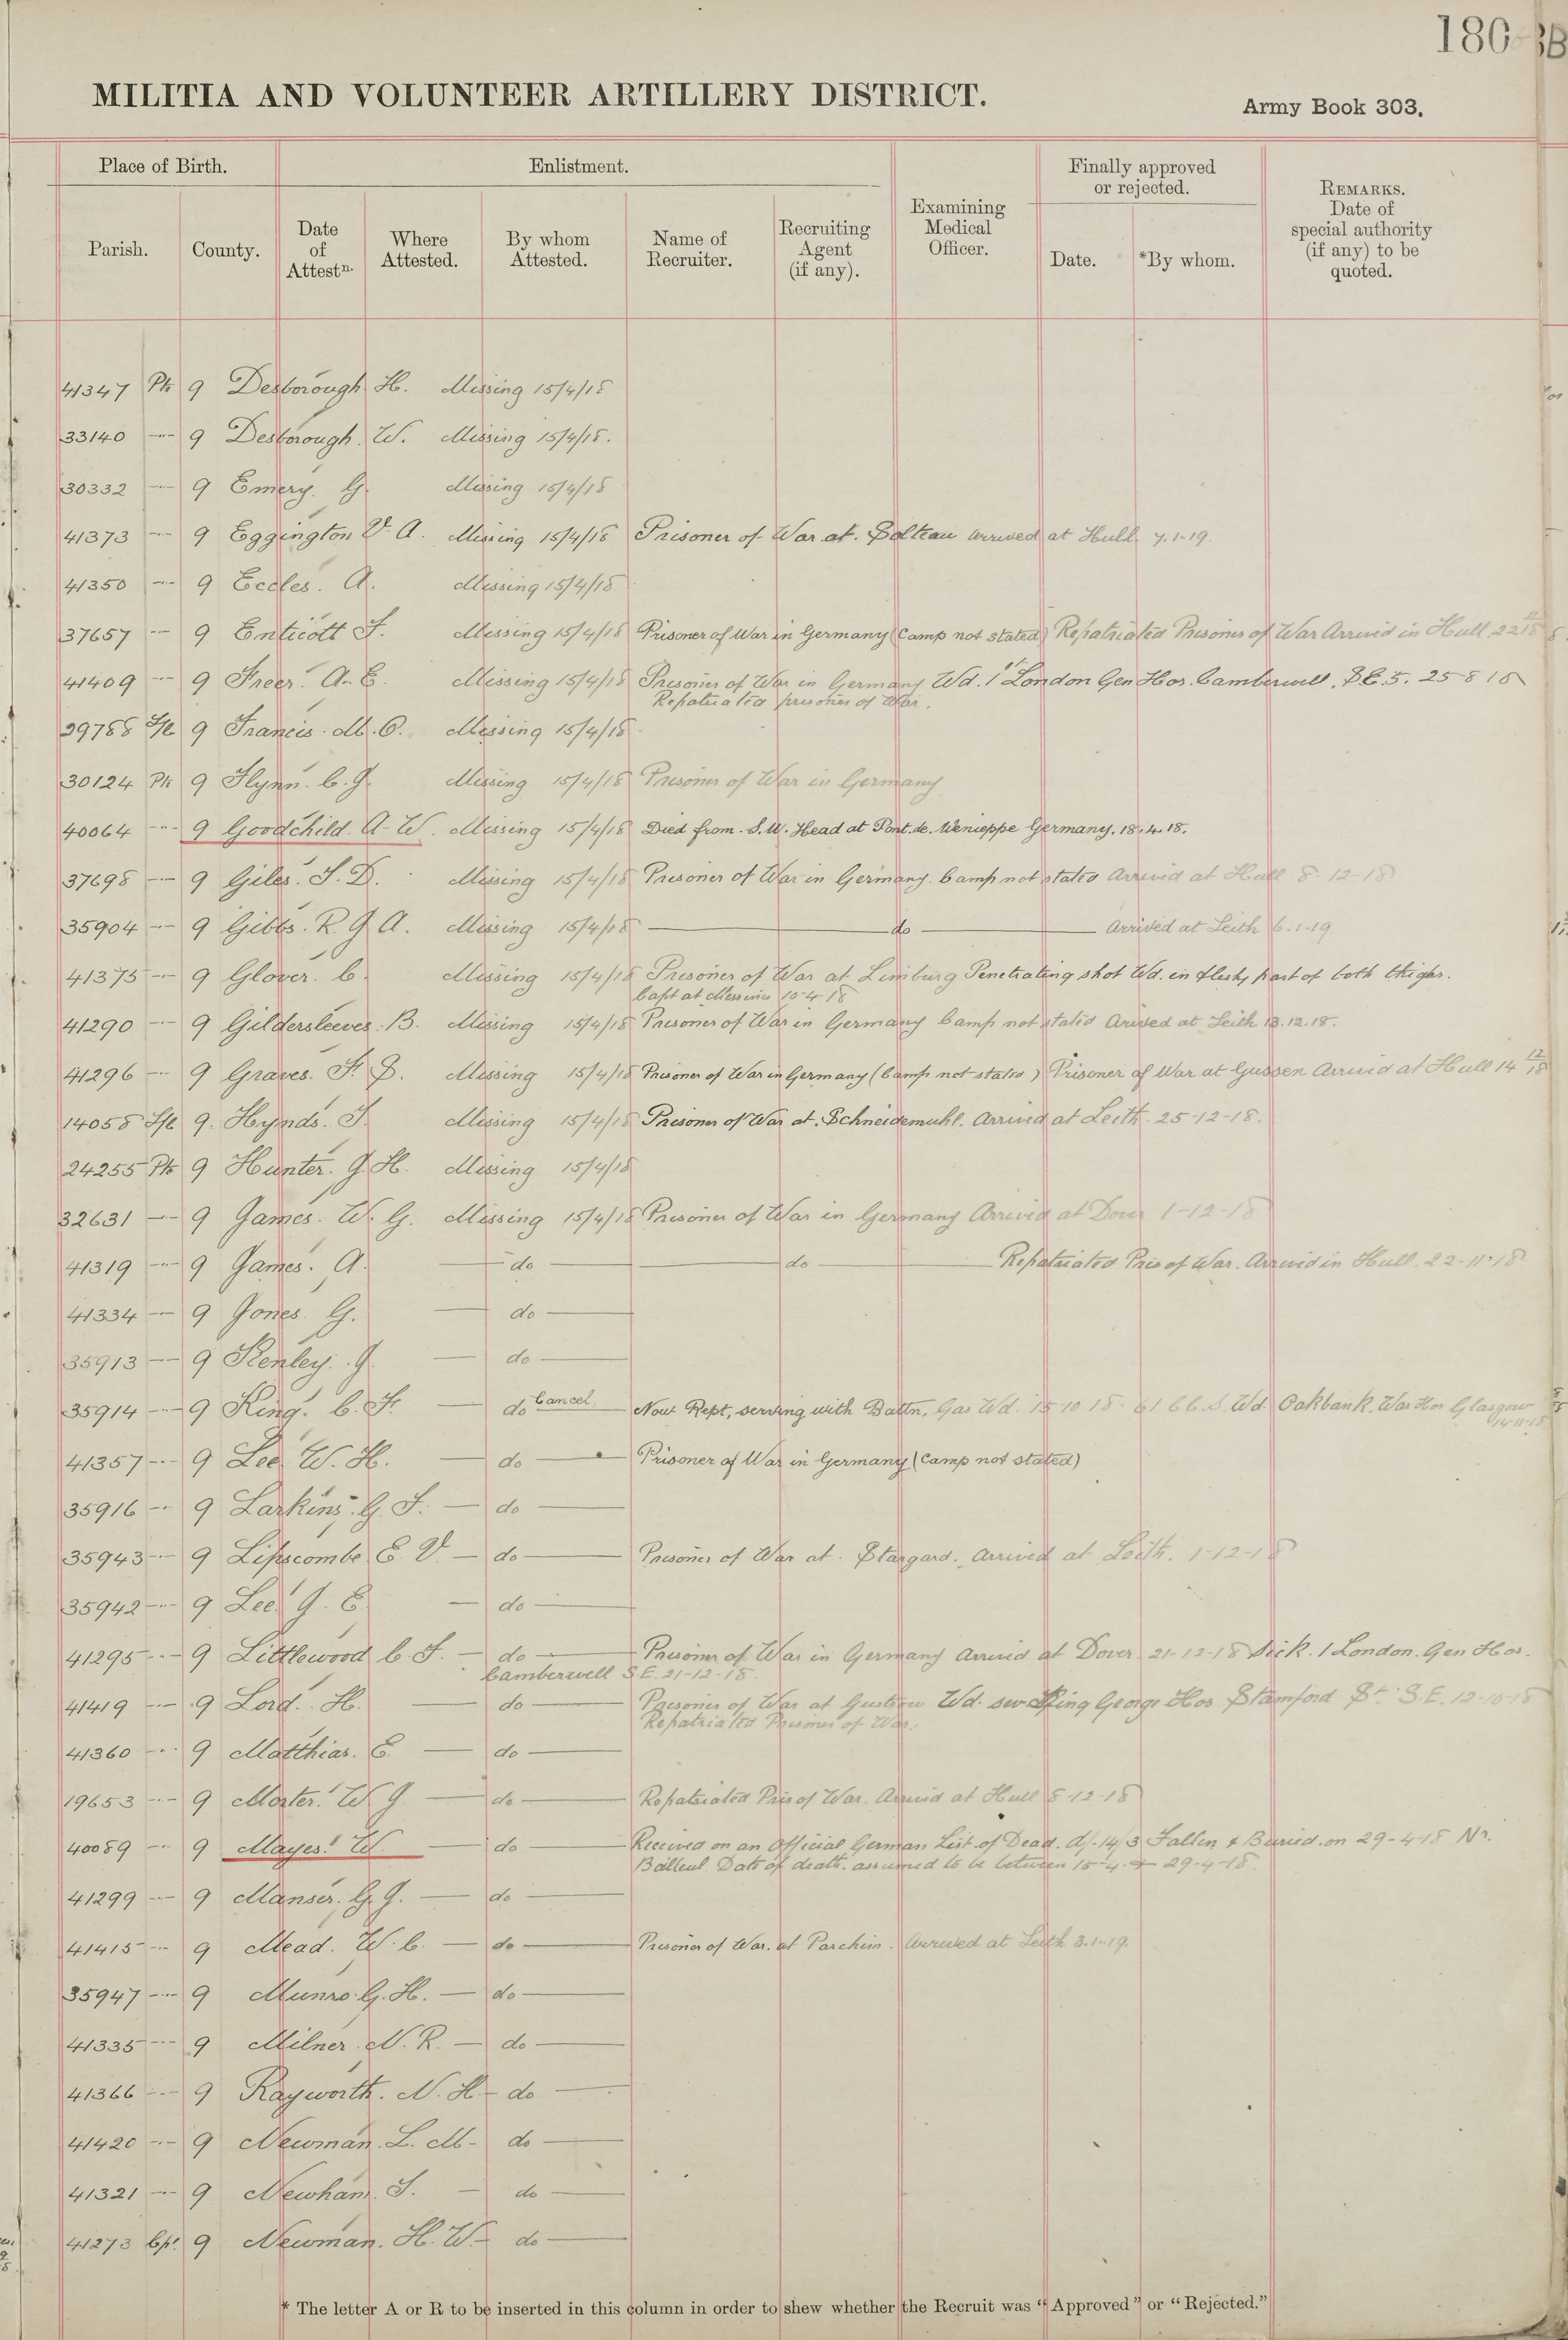 180
MILITIA AND VOLUNTEER ARTILLERY DISTRICT.
Army Book 303.
Place of Birth.
Enlistment.
Finally approved
or rejected.
Parish.
County.
Date
of
Attestn.
Where
Attested.
By whom
Attested.
Name of
Recruiter.
Recruiting
Agent
(if any).
Examining
Medical
Officer.
Date.
*By whom.
REMARKS.
Date of
special authority
(if any) to be
quoted.
41347 Pte 9 Desborough H. Missing 15/4/18
33140 -"- 9 Desborough W. Missing 15/4/18.
30332 -"- 9 Emery. G. Missing 15/4/18
41373 -"- 9 Eggington V. A. Missing 15/4/18 Prisoner of War at. arrived at Hull 7.1.19.
41350 -"- 9 Eccles. A. Missing 15/4/18
37657 -"- 9 Enticott F. Missing 15/4/18 Prisoner of War in Germany (Camp not stated) Repatriated Prisoner of War Arrived in Hull 22
41409 -"- 9 Freer. A. E. Missing 15/4/18 Prisoner of War in Germany Wd. 1st London Gen Hos. Camberwell, S.E.5. 25-8 18
Repatriated prisoner of War.
39788 9 Francis. M. C. Missing 15/4/18
30124 Pte 9 Flynn. C. J. Missing 15/4/18 Prisoner of War in Germany
40064 -"- 9 Goodchild. A. W. Missing 15/4/18 Died from. S.W. Head at Pont.de.Nenieppe Germany. 18.4.18.
37698 -"- 9 Giles. S. D. Missing 15/4/18 Prisoner of War in Germany. Camp not stated Arrived at Hull 8-12-18
35904 -"- 9 Gibbs. R G A. Missing 15/4/18 do Arrived at Leith 6-1-19
41375 -"- 9 Glover. C. Missing 15/4/18 Prisoner of War at Limburg Penetrating shot Wd. in flesh, part of both thighs.
Capt at Messines 15-4-18
41290 -"- 9 Gildersleeves. B. Missing 15/4/18 Prisoner of War in Germany Camp not stated Arrived at Leith 13.12.18.
41296 -"- 9 Graves. F. S. Missing 15/4/18 Prisoner of War in Germany (Camp not stated) Prisoner of War at Gussen Arrived at Hull 14 12/18
14058 9. Hynds. J. Missing 15/4/18 Prisoner of War at. Schneidemuhl. Arrived at Leith. 25-12-18.
24255 Pte 9 Hunter. J. H. Missing 15/4/18
32631 -"- 9 James. W. G. Missing 15/4/18 Prisoner of War in Germany Arrived at Dover 1-12-18
41319 -"- 9 James. A. do do Repatriated Pris of War. Arrived in Hull. 22-11-18
41334 -"- 9 Jones. G. do
35913 -"- 9 Kenley. J. do
35914 -"- 9 King. C. F. do Cancel Now Rept, serving with Battn, Gas Wd. 15 10 18. 61 C.C.S. Wd Oakbank. War Hos Glasgow
41357 -"- 9 Lee W. H. do Prisoner of War in Germany (Camp not stated)
35916 -"- 9 Larkins. G. F. do
35943 -"- 9 Lipscombe E. V. do Prisoner of War at. Stargard. Arrived at Leith. 1-12-18
35942 -"- 9 Lee. J. E. do
41295 -"- 9 Littlewood C. F. do Prisoner of War in Germany Arrived at Dover 21-12-18 Sick. 1 London. Gen Hos.
Camberwell S.E. 21-12-18.
41419 -"- 9 Lord. H. do Prisoner of War at Gustrow Wd. sev King George Hos Stamford St. S.E. 12-10-18
Repatriated Prisoner of War.
41360 -"- 9 Matthias. E. do
19653 -"- 9 Morter. W J do Repatriated Pris of War. Arrived at Hull 8-12-18
40089 -"- 9 Mayes. W. do Received on an Official German List of Dead. d/- 14/3 Fallen & Buried on 29-4-18 Nr.
Bailleul. Date of death. assumed to be between 15-4. & 29-4-18.
41299 -"- 9 Manser. G. J. do
41415 -"- 9 Mead. W. C. do Prisoner of War. at Parchim. Arrived at Leith 3.1.19.
35947 -"- 9 Munro. G. H. do
41335 -"- 9 Milner. N. R. do
41366 -"- 9 Rayworth. N. H do
41420 -"- 9 Newman. L. M. do
41321 -"- 9 Newham. S. do
41273 Cpl. 9 Newman. H. W. do
* The letter A or R to be inserted in this column in order to shew whether the Recruit was “Approved” or “Rejected.”